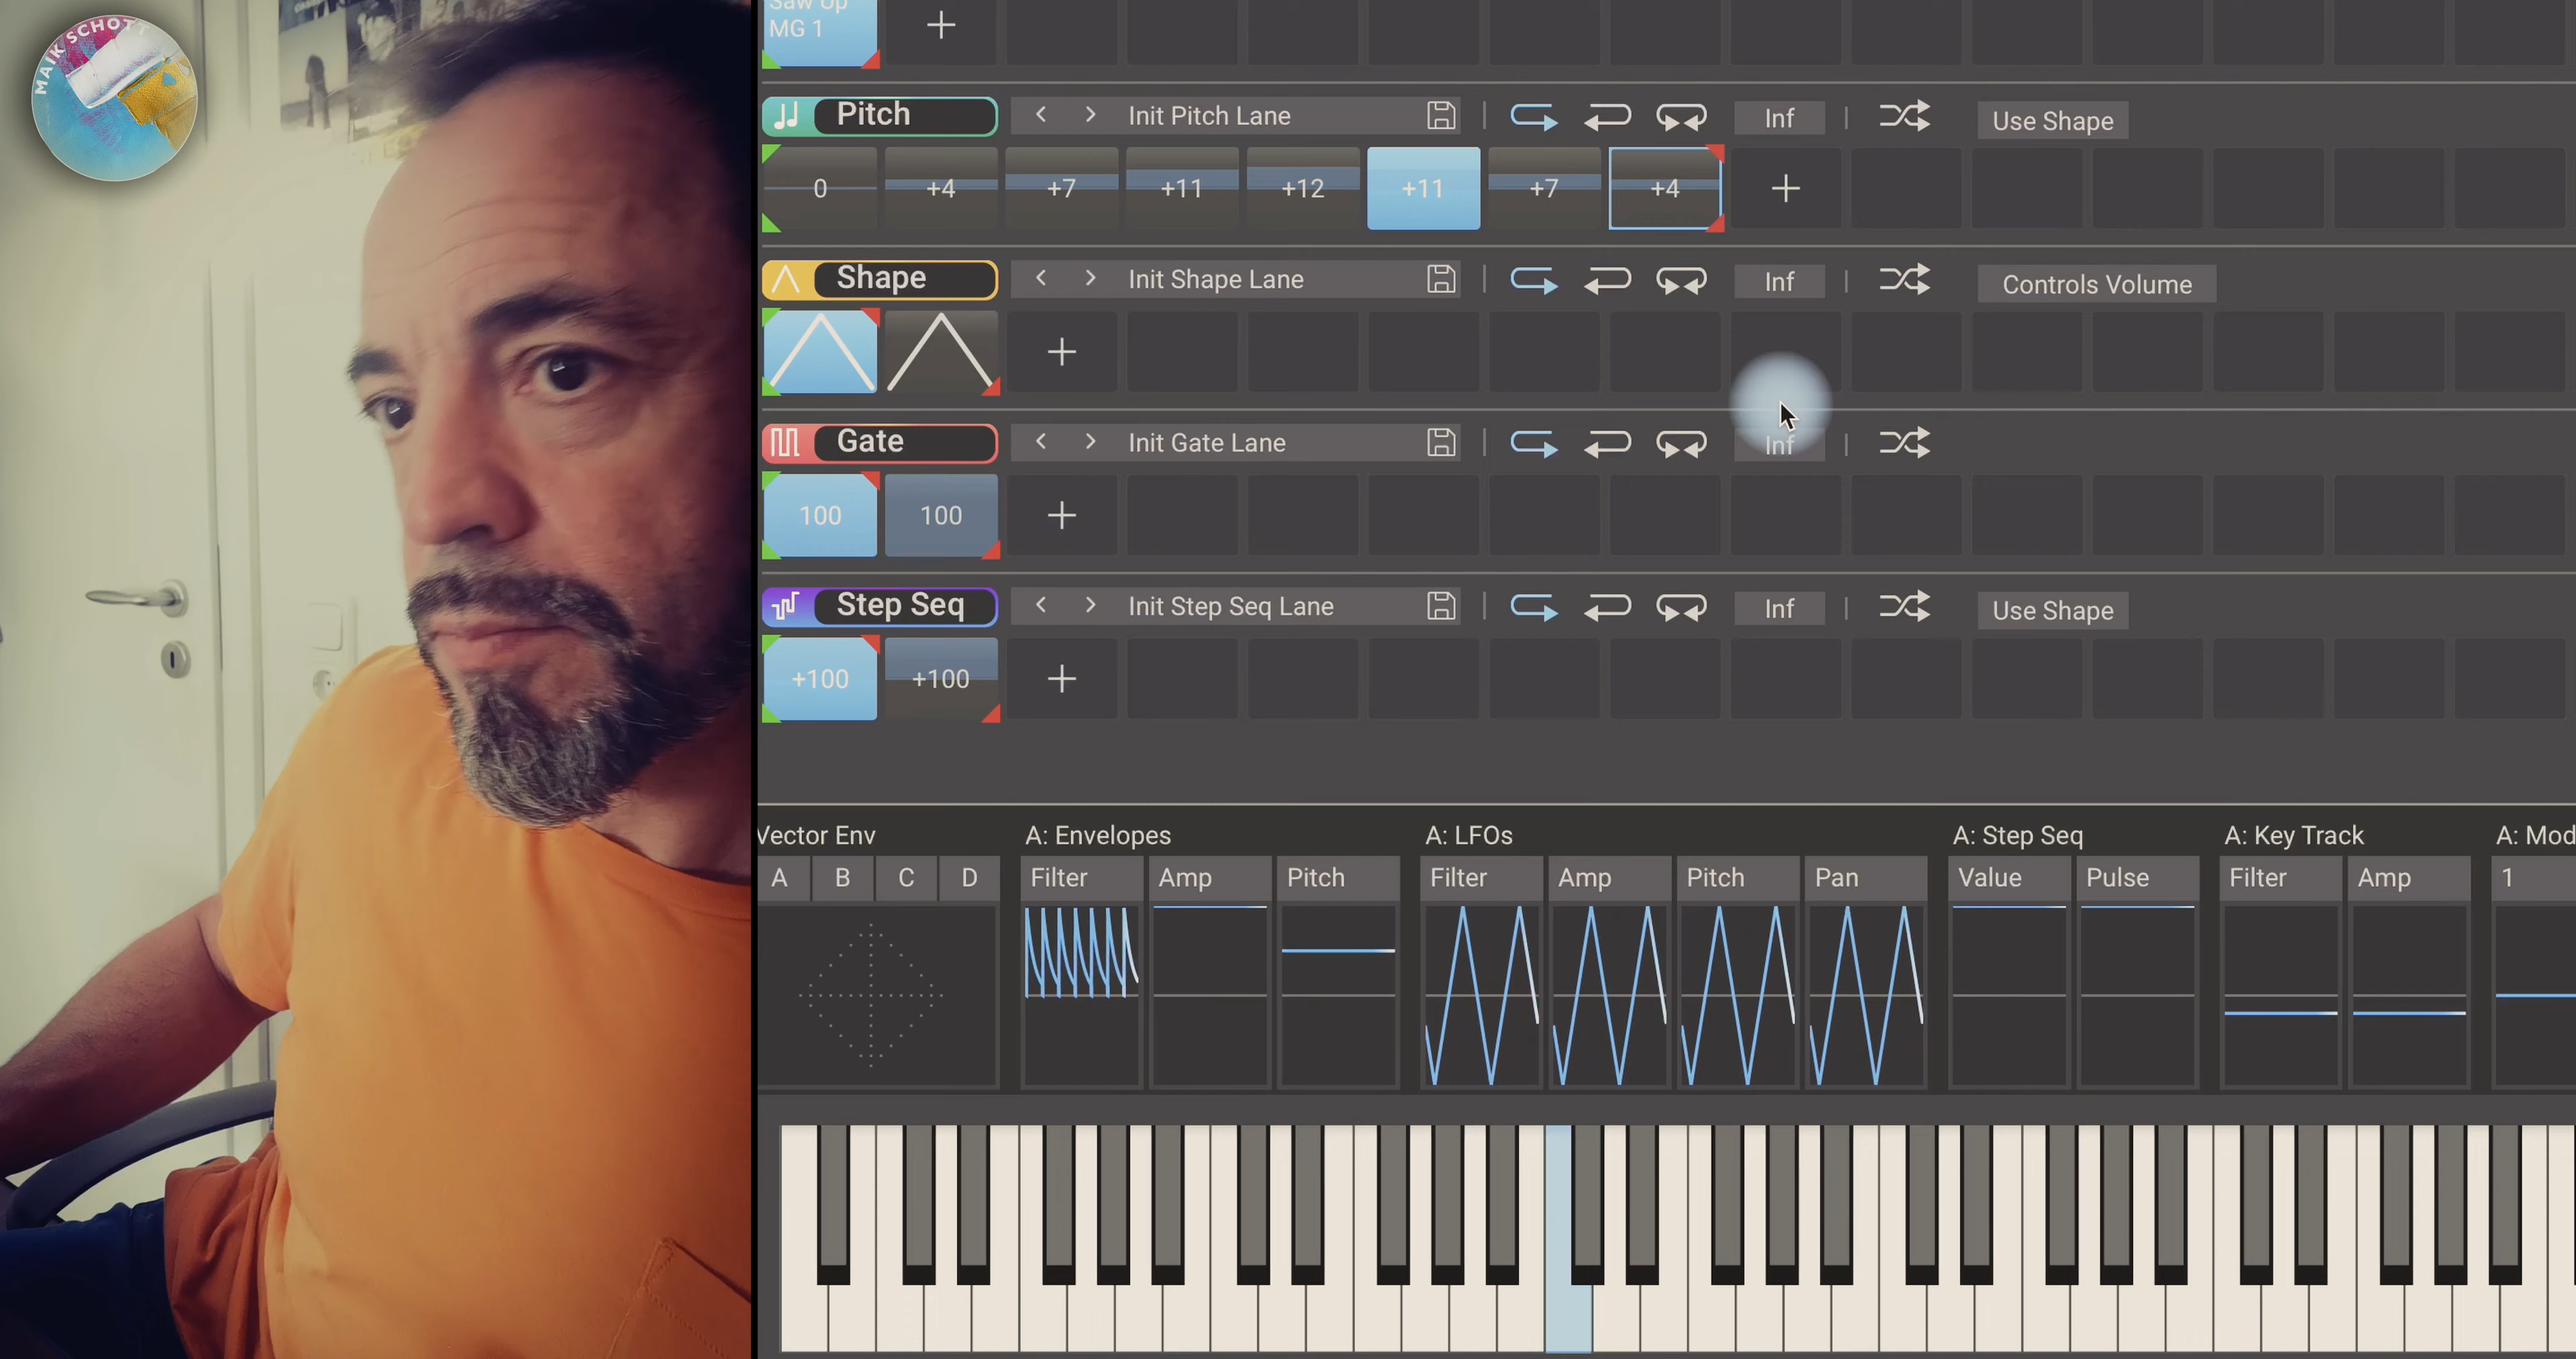 MAIK SCHOTT
Saw Up
MG 1
Pitch
Init Pitch Lane
Inf
Use Shape
0
+4
+7
+11
+12
+11
+7
+4
Shape
Init Shape Lane
Inf
Controls Volume
Gate
Init Gate Lane
Inf
100
100
Step Seq
Init Step Seq Lane
Inf
Use Shape
+100
+100
Vector Env
A: Envelopes
A: LFOs
A: Step Seq
A: Key Track
A: Mod
A
B
C
D
Filter
Amp
Pitch
Filter
Amp
Pitch
Pan
Value
Pulse
Filter
Amp
1